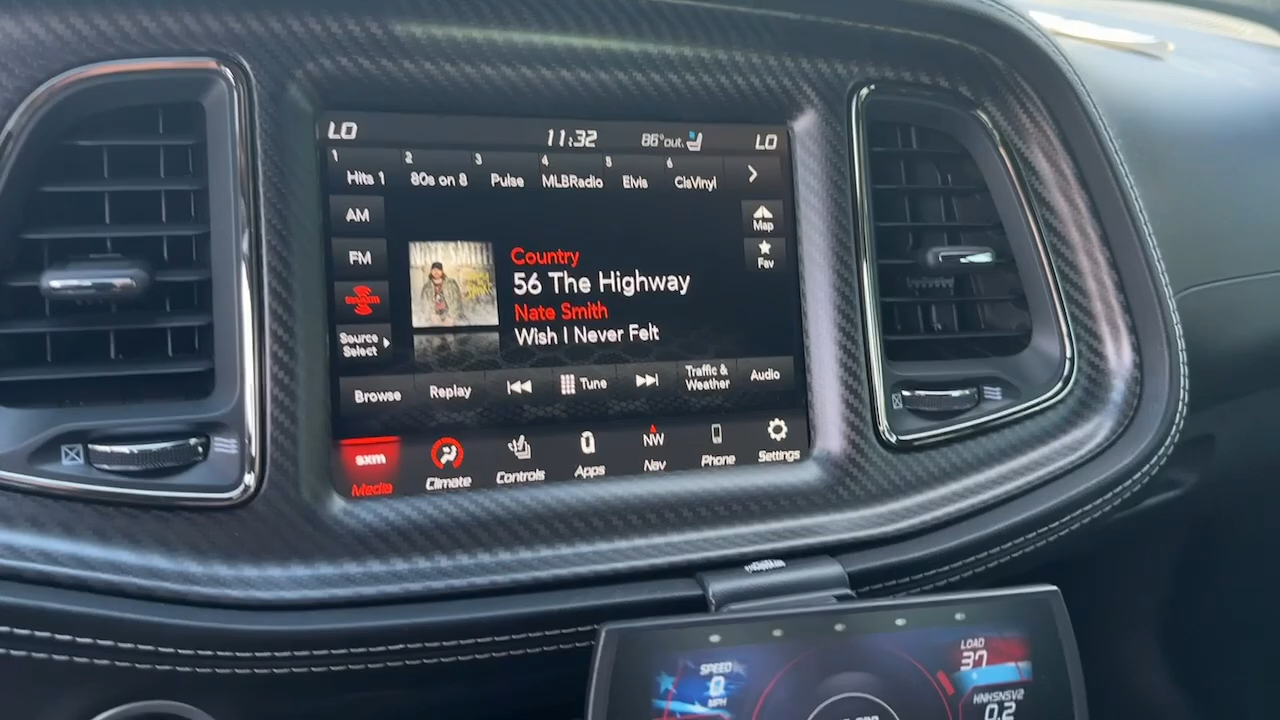 LO 11:32 86°out. LO
1 Hits 1 2 80s on 8 3 Pulse 4 MLBRadio 5 Elvis 6 ClsVinyl
AM
FM
SiriusXM
Source
Select
Country
56 The Highway
Nate Smith
Wish I Never Felt
Map
Fav
Browse Replay Tune Traffic &
Weather Audio
sxm
Media Climate Controls Apps NW
Nav Phone Settings
SPEED
0
MPH
LOAD
37
HNHSNSV2
0.2